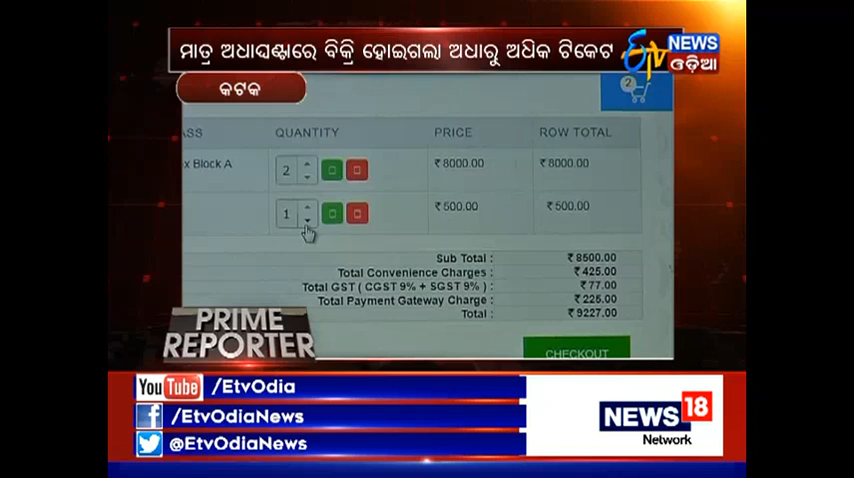 ମାତ୍ର ଅଧାଘଣ୍ଟାରେ ବିକ୍ରି ହୋଇଗଲା ଅଧାରୁ ଅଧିକ ଟିକେଟ
etv NEWS
ଓଡ଼ିଆ
କଟକ
2
ASS QUANTITY PRICE ROW TOTAL
x Block A 2 ₹8000.00 ₹8000.00
1 ₹500.00 ₹500.00
Sub Total : ₹8500.00
Total Convenience Charges : ₹425.00
Total GST ( CGST 9% + SGST 9% ) : ₹77.00
Total Payment Gateway Charge : ₹225.00
Total : ₹9227.00
CHECKOUT
PRIME
REPORTER
YouTube /EtvOdia
f /EtvOdiaNews
@EtvOdiaNews
NEWS 18
Network